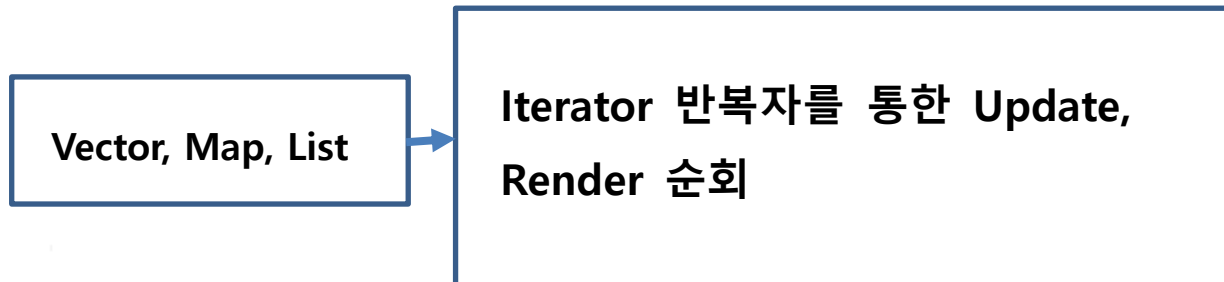 Vector, Map, List
Iterator 반복자를 통한 Update,
Render 순회